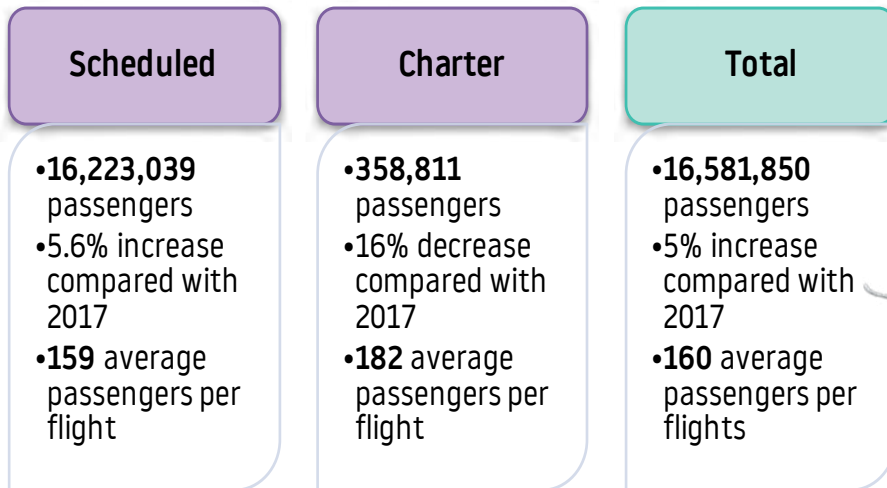 Scheduled
•16,223,039
passengers
•5.6% increase
compared with
2017
•159 average
passengers per
flight
Charter
•358,811
passengers
•16% decrease
compared with
2017
•182 average
passengers per
flight
Total
•16,581,850
passengers
•5% increase
compared with
2017
•160 average
passengers per
flights